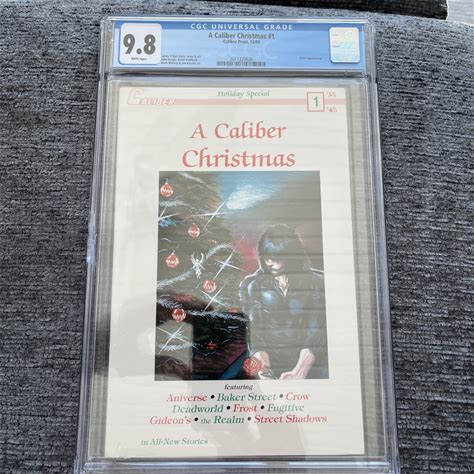 CGC UNIVERSAL GRADE
9.8
WHITE Pages
A Caliber Christmas #1
Caliber Press, 12/89
CALIBER
Holiday Special
1
A Caliber
Christmas
featuring
Aniverse • Baker Street • Crow
Deadworld • Frost • Fugitive
Gideon's • the Realm • Street Shadows
in All-New Stories